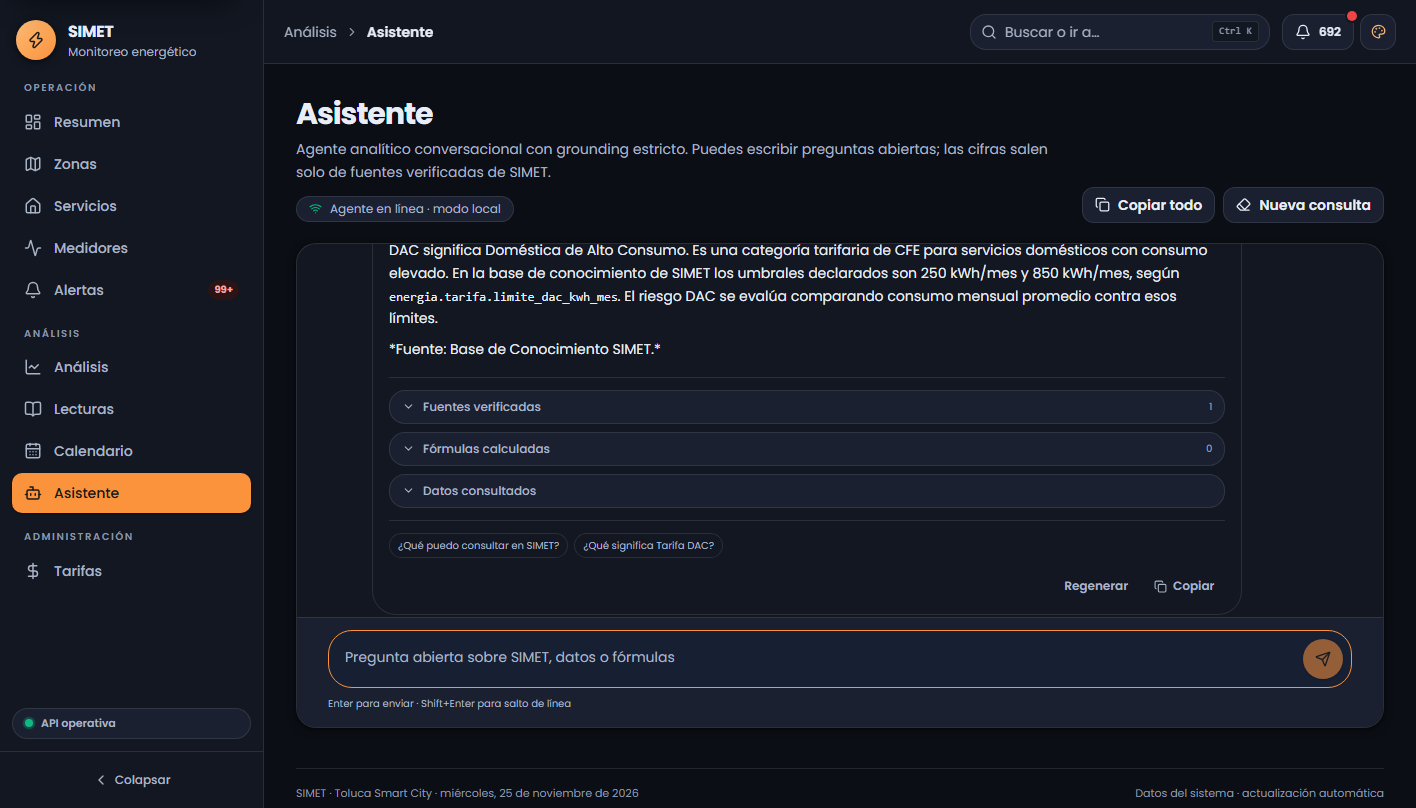 SIMET
Monitoreo energético
OPERACIÓN
Resumen
Zonas
Servicios
Medidores
Alertas
99+
ANÁLISIS
Análisis
Lecturas
Calendario
Asistente
ADMINISTRACIÓN
Tarifas
API operativa
Colapsar
Análisis > Asistente
Buscar o ir a...
Ctrl K
692
Asistente
Agente analítico conversacional con grounding estricto. Puedes escribir preguntas abiertas; las cifras salen
solo de fuentes verificadas de SIMET.
Agente en línea · modo local
Copiar todo
Nueva consulta
DAC significa Doméstica de Alto Consumo. Es una categoría tarifaria de CFE para servicios domésticos con consumo
elevado. En la base de conocimiento de SIMET los umbrales declarados son 250 kWh/mes y 850 kWh/mes, según
energia.tarifa.limite_dac_kwh_mes. El riesgo DAC se evalúa comparando consumo mensual promedio contra esos
límites.
*Fuente: Base de Conocimiento SIMET.*
Fuentes verificadas 1
Fórmulas calculadas 0
Datos consultados
¿Qué puedo consultar en SIMET?
¿Qué significa Tarifa DAC?
Regenerar
Copiar
Pregunta abierta sobre SIMET, datos o fórmulas
Enter para enviar · Shift+Enter para salto de línea
SIMET · Toluca Smart City · miércoles, 25 de noviembre de 2026
Datos del sistema · actualización automática